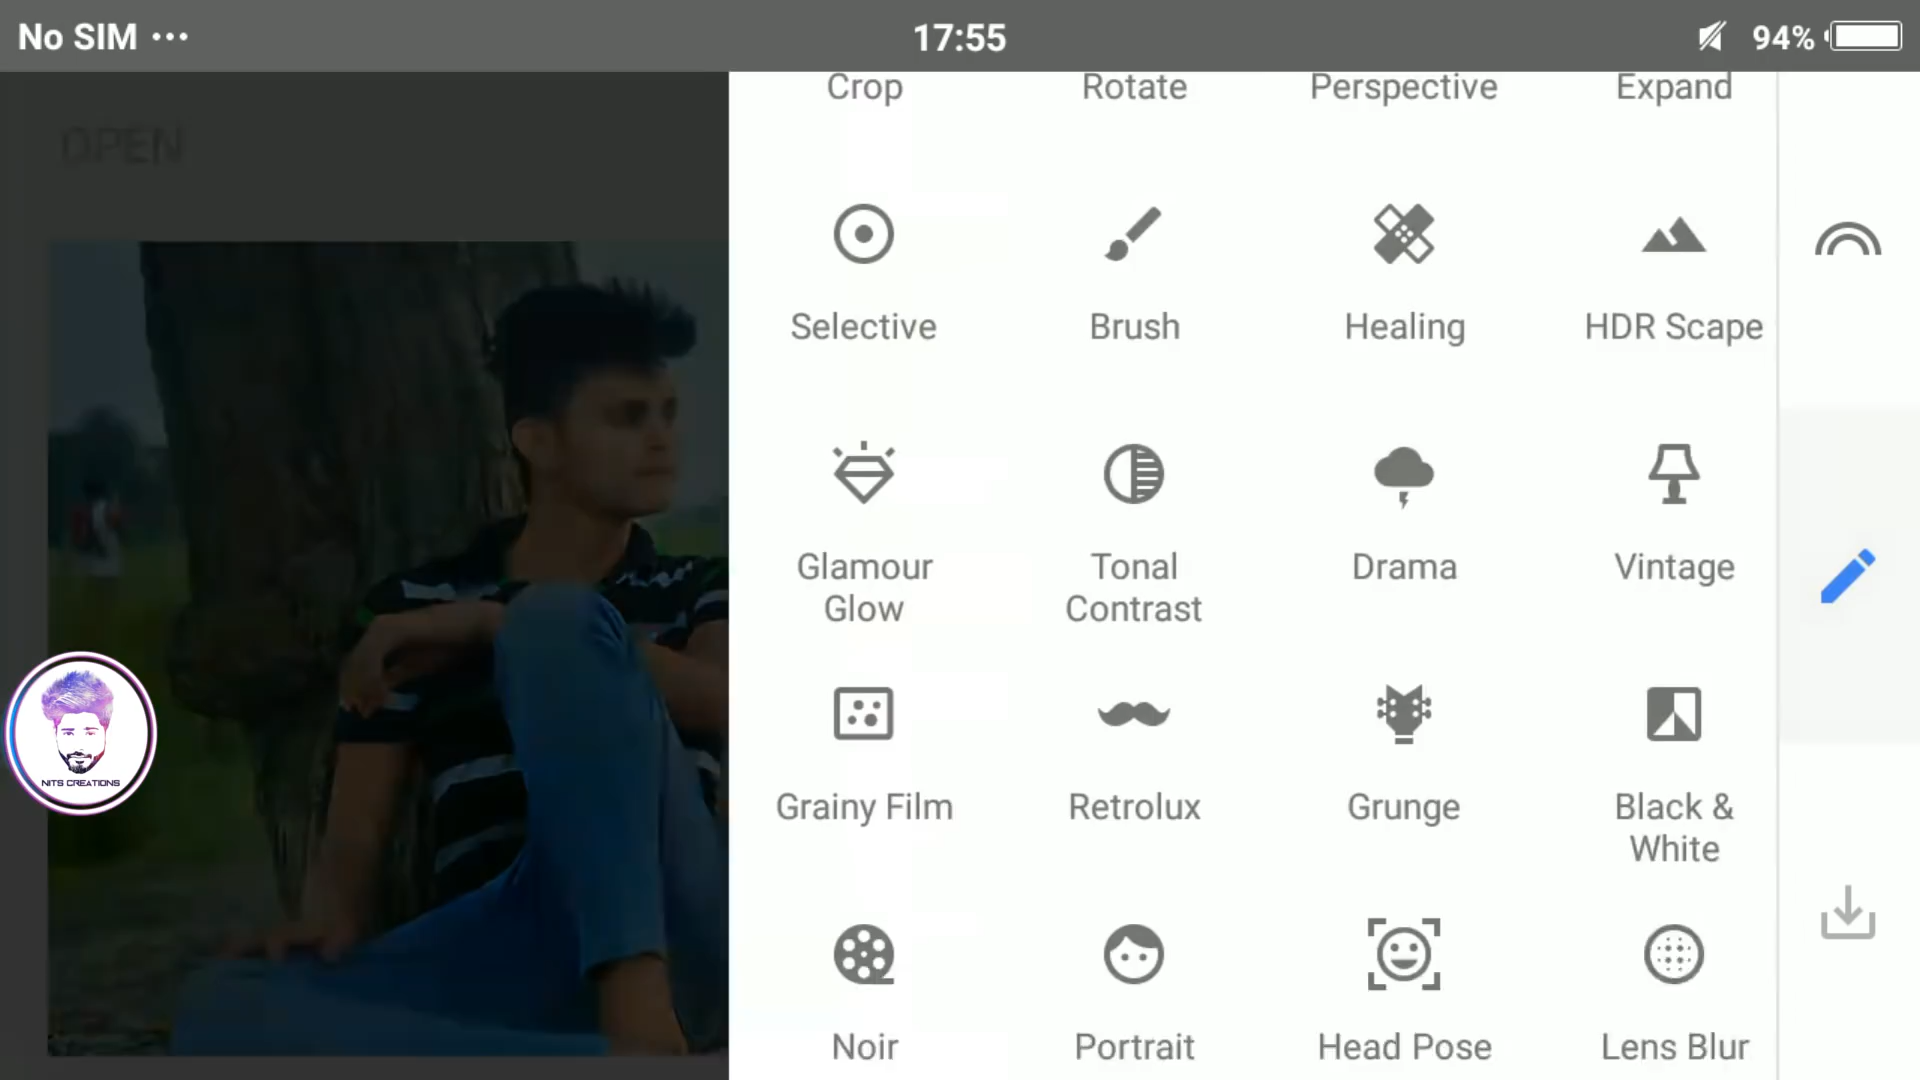 No SIM ... 17:55 94%
Crop Rotate Perspective Expand
OPEN
Selective Brush Healing HDR Scape
Glamour Glow Tonal Contrast Drama Vintage
Grainy Film Retrolux Grunge Black & White
NITS CREATIONS
Noir Portrait Head Pose Lens Blur